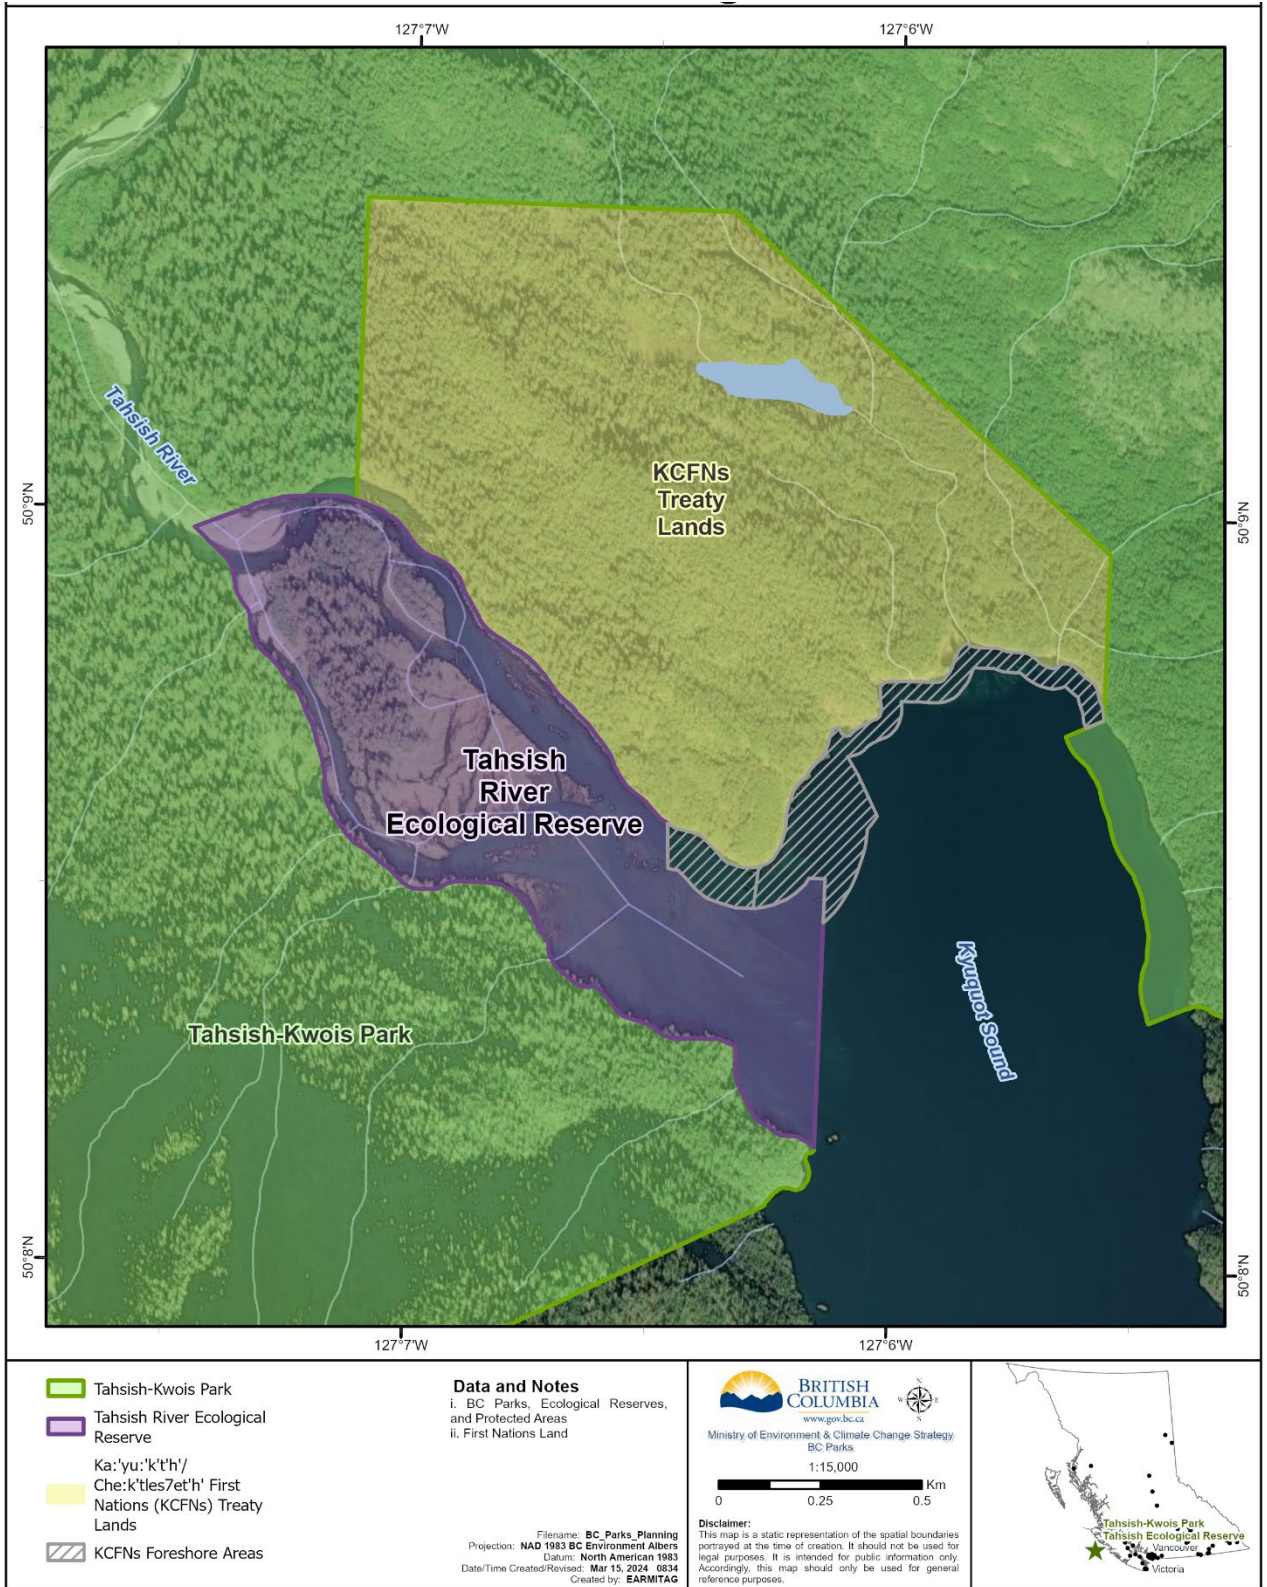 127°7'W
127°6'W
Tahsish River
50°9'N
50°9'N
KCFNs
Treaty
Lands
Tahsish
River
Ecological Reserve
Kyuquot Sound
Tahsish-Kwois Park
50°8'N
50°8'N
127°7'W
127°6'W
Tahsish-Kwois Park
Tahsish River Ecological
Reserve
Ka:'yu:'k't'h'/
Che:k'tles7et'h' First
Nations (KCFNs) Treaty
Lands
KCFNs Foreshore Areas
Data and Notes
i. BC Parks, Ecological Reserves,
and Protected Areas
ii. First Nations Land
Filename: BC_Parks_Planning
Projection: NAD 1983 BC Environment Albers
Datum: North American 1983
Date/Time Created/Revised: Mar 15, 2024 0834
Created by: EARMITAG
BRITISH
COLUMBIA
www.gov.bc.ca
N
W E
S
Ministry of Environment & Climate Change Strategy
BC Parks
1:15,000
Km
0 0.25 0.5
Disclaimer:
This map is a static representation of the spatial boundaries
portrayed at the time of creation. It should not be used for
legal purposes. It is intended for public information only.
Accordingly, this map should only be used for general
reference purposes.
Tahsish-Kwois Park
Tahsish Ecological Reserve
Vancouver
Victoria